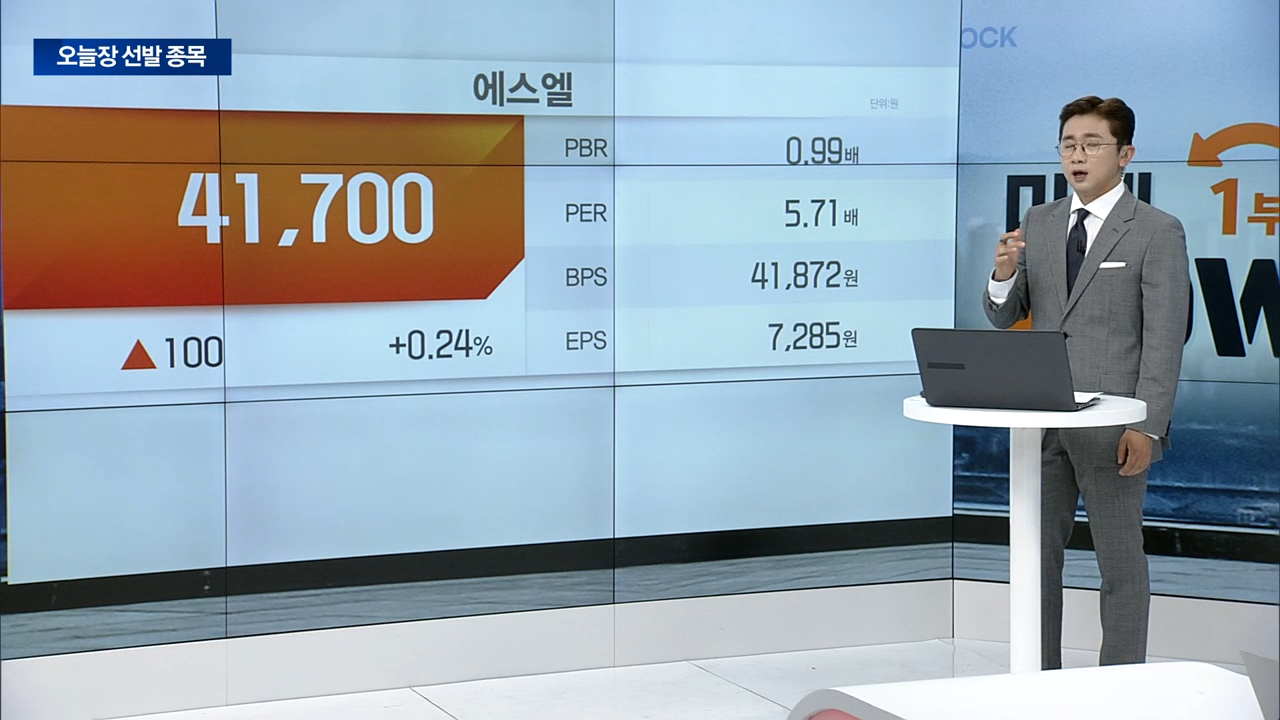 오늘장 선발 종목
에스엘
단위:원
41,700
▲100
+0.24%
PBR 0.99배
PER 5.71배
BPS 41,872원
EPS 7,285원
1부